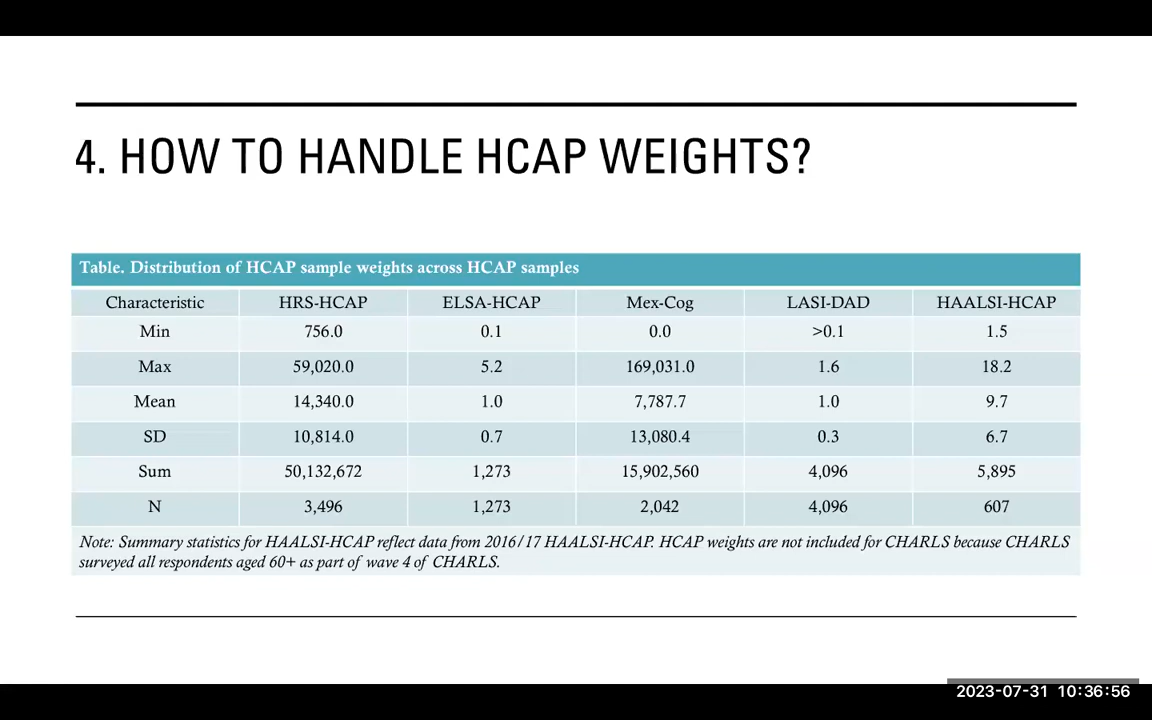 4. HOW TO HANDLE HCAP WEIGHTS?
Table. Distribution of HCAP sample weights across HCAP samples
Characteristic HRS-HCAP ELSA-HCAP Mex-Cog LASI-DAD HAALSI-HCAP
Min 756.0 0.1 0.0 >0.1 1.5
Max 59,020.0 5.2 169,031.0 1.6 18.2
Mean 14,340.0 1.0 7,787.7 1.0 9.7
SD 10,814.0 0.7 13,080.4 0.3 6.7
Sum 50,132,672 1,273 15,902,560 4,096 5,895
N 3,496 1,273 2,042 4,096 607
Note: Summary statistics for HAALSI-HCAP reflect data from 2016/17 HAALSI-HCAP. HCAP weights are not included for CHARLS because CHARLS
surveyed all respondents aged 60+ as part of wave 4 of CHARLS.
2023-07-31 10:36:56